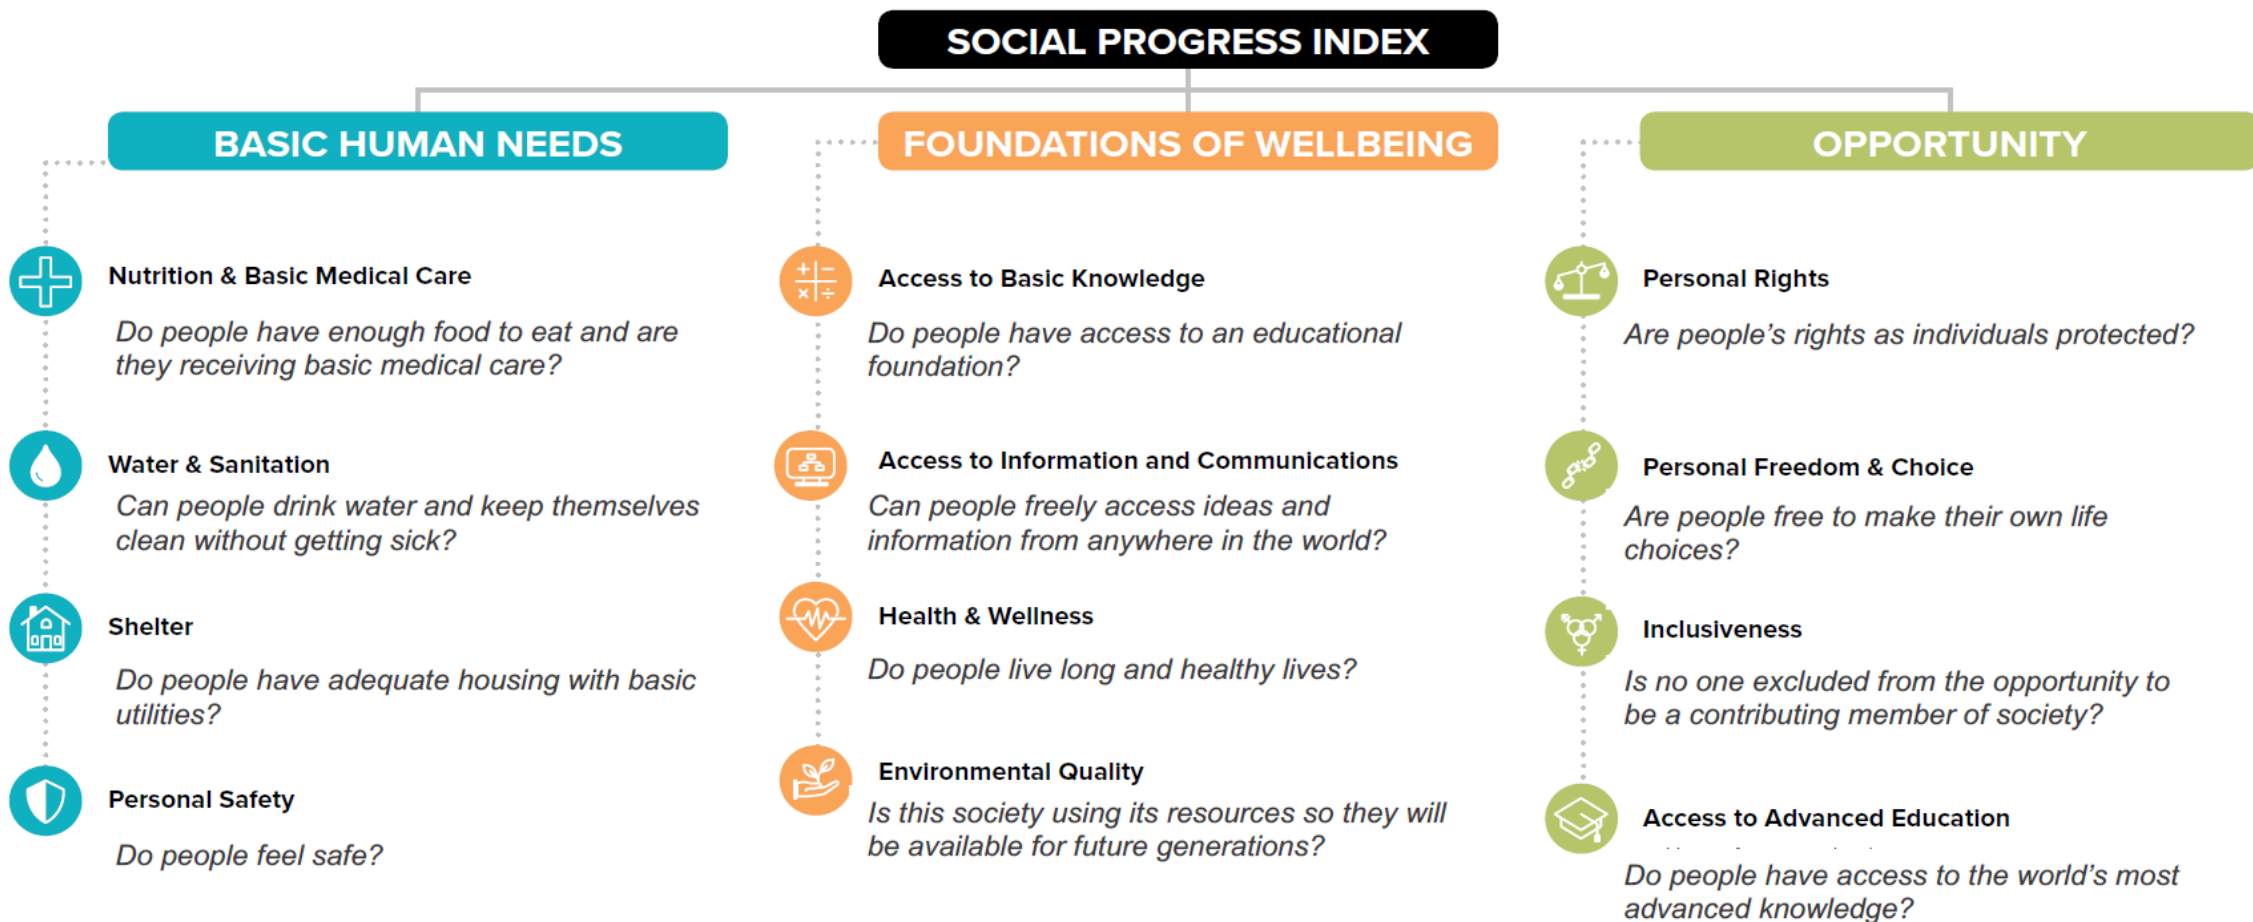 SOCIAL PROGRESS INDEX
BASIC HUMAN NEEDS
Nutrition & Basic Medical Care
Do people have enough food to eat and are
they receiving basic medical care?
Water & Sanitation
Can people drink water and keep themselves
clean without getting sick?
Shelter
Do people have adequate housing with basic
utilities?
Personal Safety
Do people feel safe?
FOUNDATIONS OF WELLBEING
Access to Basic Knowledge
Do people have access to an educational
foundation?
Access to Information and Communications
Can people freely access ideas and
information from anywhere in the world?
Health & Wellness
Do people live long and healthy lives?
Environmental Quality
Is this society using its resources so they will
be available for future generations?
OPPORTUNITY
Personal Rights
Are people’s rights as individuals protected?
Personal Freedom & Choice
Are people free to make their own life
choices?
Inclusiveness
Is no one excluded from the opportunity to
be a contributing member of society?
Access to Advanced Education
Do people have access to the world’s most
advanced knowledge?